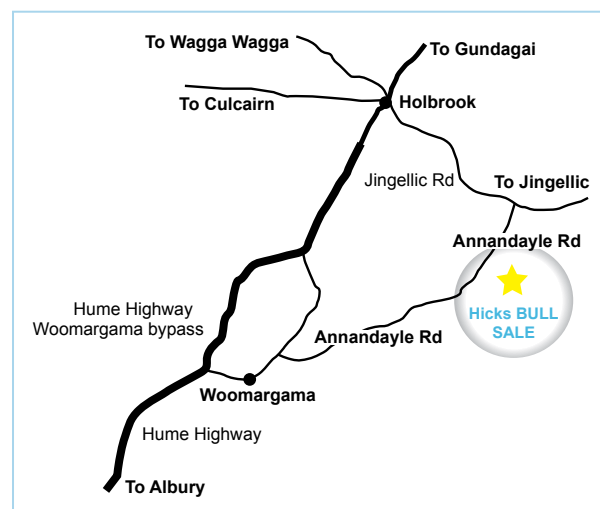 To Wagga Wagga
To Gundagai
To Culcairn
Holbrook
Jingellic Rd
To Jingellic
Annandayle Rd
Hicks BULL
SALE
Hume Highway
Woomargama bypass
Annandayle Rd
Woomargama
Hume Highway
To Albury